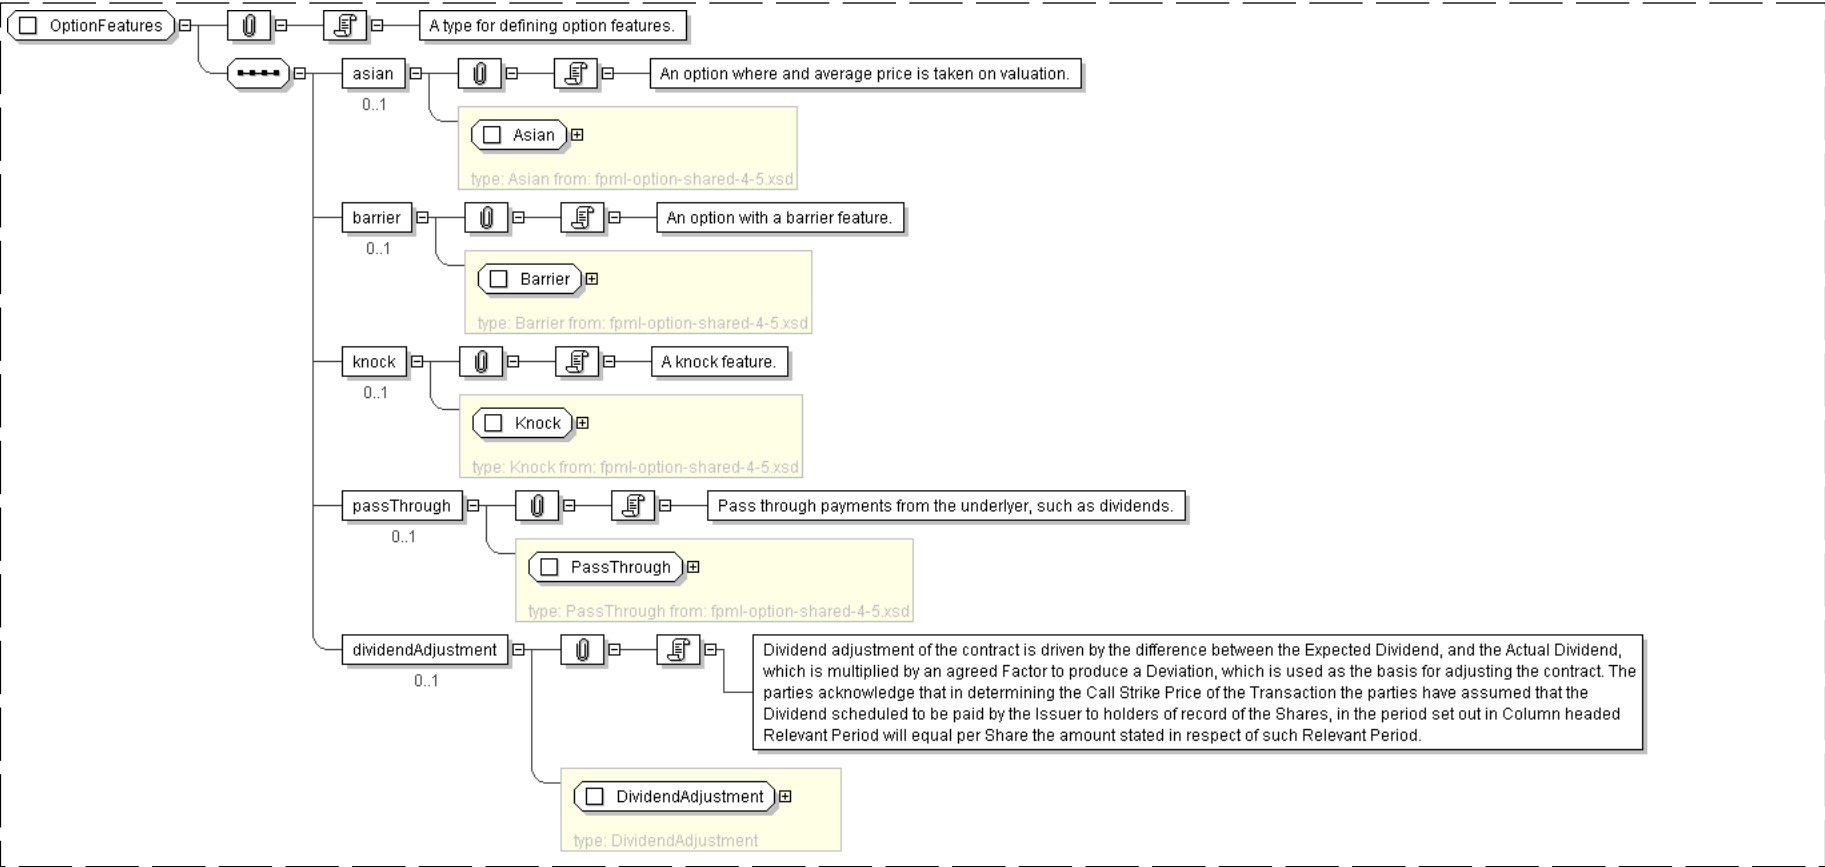 OptionFeatures
A type for defining option features.
asian
An option where and average price is taken on valuation.
0..1
Asian
type: Asian from: fpml-option-shared-4-5.xsd
barrier
An option with a barrier feature.
0..1
Barrier
type: Barrier from: fpml-option-shared-4-5.xsd
knock
A knock feature.
0..1
Knock
type: Knock from: fpml-option-shared-4-5.xsd
passThrough
Pass through payments from the underlyer, such as dividends.
0..1
PassThrough
type: PassThrough from: fpml-option-shared-4-5.xsd
dividendAdjustment
0..1
Dividend adjustment of the contract is driven by the difference between the Expected Dividend, and the Actual Dividend,
which is multiplied by an agreed Factor to produce a Deviation, which is used as the basis for adjusting the contract. The
parties acknowledge that in determining the Call Strike Price of the Transaction the parties have assumed that the
Dividend scheduled to be paid by the Issuer to holders of record of the Shares, in the period set out in Column headed
Relevant Period will equal per Share the amount stated in respect of such Relevant Period.
DividendAdjustment
type: DividendAdjustment